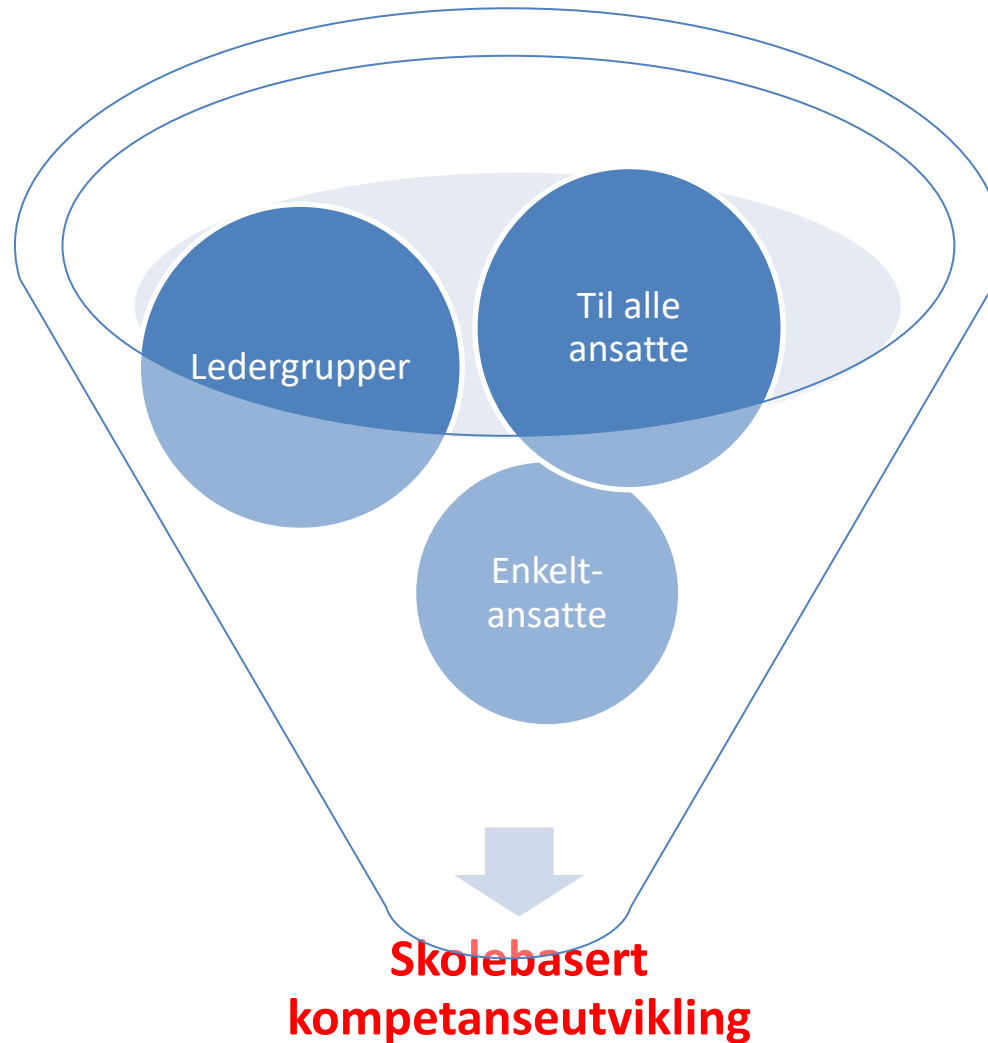 Ledergrupper
Til alle
ansatte
Enkelt-
ansatte
Skolebasert
kompetanseutvikling